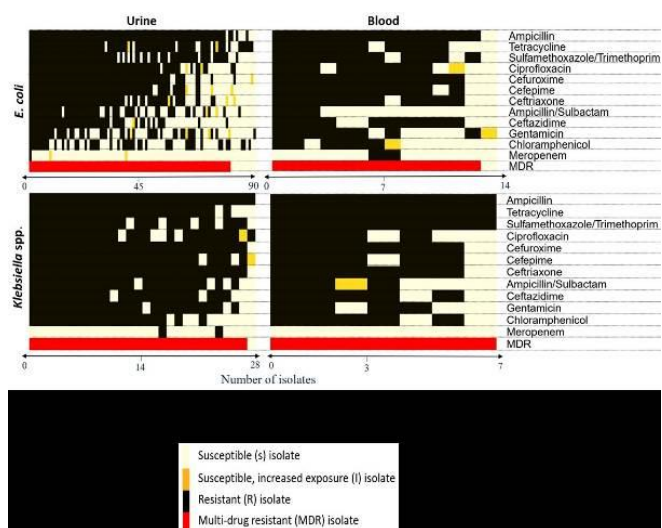 Urine
Blood
E. coli
Ampicillin
Tetracycline
Sulfamethoxazole/Trimethoprim
Ciprofloxacin
Cefuroxime
Cefepime
Ceftriaxone
Ampicillin/Sulbactam
Ceftazidime
Gentamicin
Chloramphenicol
Meropenem
MDR
0 45 90 0 7 14
Klebsiella spp.
Ampicillin
Tetracycline
Sulfamethoxazole/Trimethoprim
Ciprofloxacin
Cefuroxime
Cefepime
Ceftriaxone
Ampicillin/Sulbactam
Ceftazidime
Gentamicin
Chloramphenicol
Meropenem
MDR
0 14 28 0 3 7
Number of isolates
Susceptible (s) isolate
Susceptible, increased exposure (I) isolate
Resistant (R) isolate
Multi-drug resistant (MDR) isolate